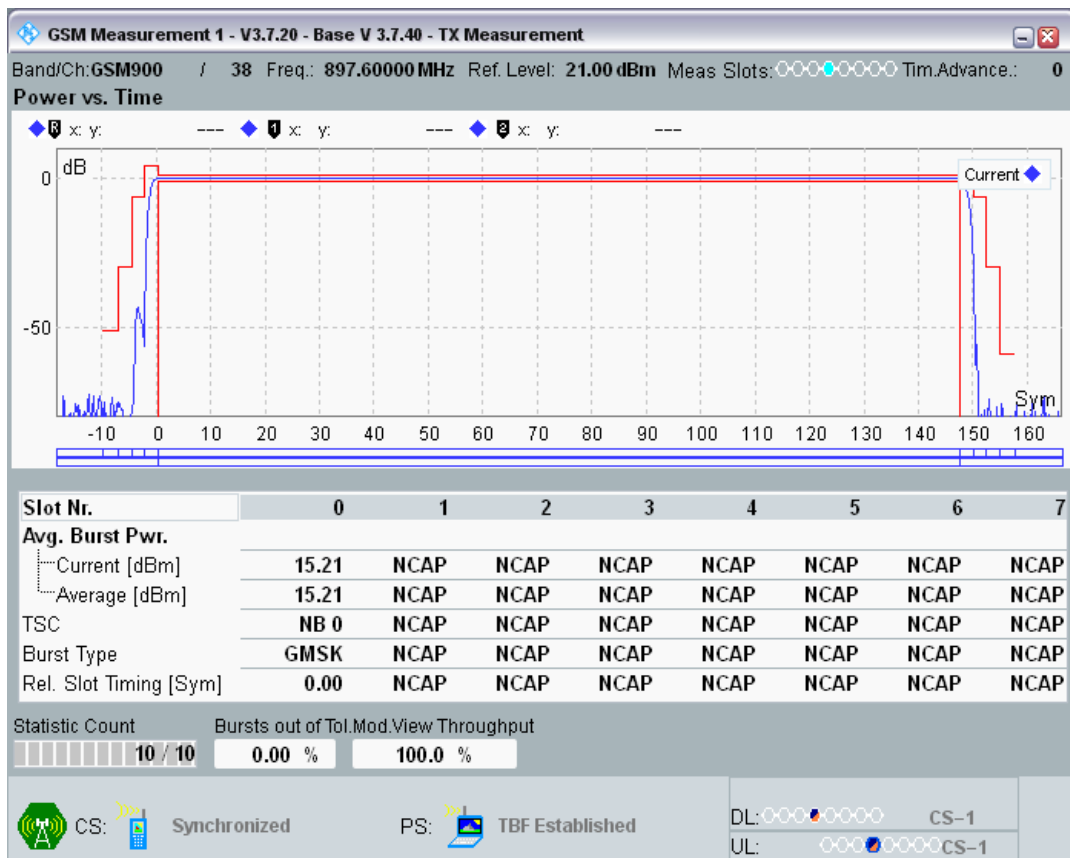 GSM Measurement 1 - V3.7.20 - Base V 3.7.40 - TX Measurement
Band/Ch:GSM900 / 38 Freq.: 897.60000 MHz Ref. Level: 21.00 dBm Meas Slots: Tim.Advance.: 0
Power vs. Time
R x: y: --- 1 x: y: --- 2 x: y: ---
dB
Current
0
-50
Sym
-10 0 10 20 30 40 50 60 70 80 90 100 110 120 130 140 150 160
Slot Nr. 0 1 2 3 4 5 6 7
Avg. Burst Pwr.
Current [dBm] 15.21 NCAP NCAP NCAP NCAP NCAP NCAP NCAP
Average [dBm] 15.21 NCAP NCAP NCAP NCAP NCAP NCAP NCAP
TSC NB 0 NCAP NCAP NCAP NCAP NCAP NCAP NCAP
Burst Type GMSK NCAP NCAP NCAP NCAP NCAP NCAP NCAP
Rel. Slot Timing [Sym] 0.00 NCAP NCAP NCAP NCAP NCAP NCAP NCAP
Statistic Count Bursts out of Tol.Mod.View Throughput
10 / 10 0.00 % 100.0 %
CS: Synchronized PS: TBF Established
DL: CS-1
UL: CS-1